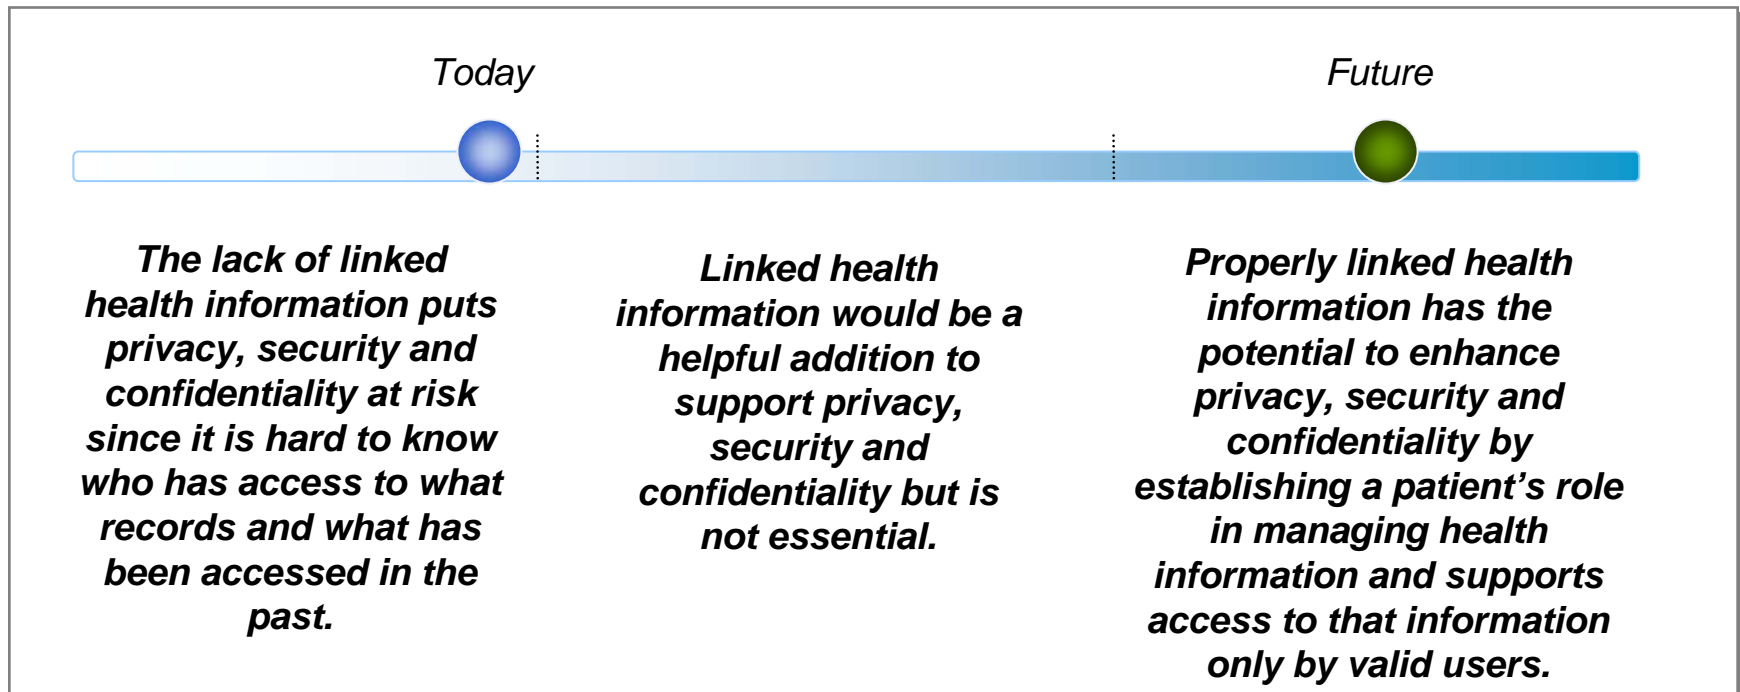 Today
Future
The lack of linked
health information puts
privacy, security and
confidentiality at risk
since it is hard to know
who has access to what
records and what has
been accessed in the
past.
Linked health
information would be a
helpful addition to
support privacy,
security and
confidentiality but is
not essential.
Properly linked health
information has the
potential to enhance
privacy, security and
confidentiality by
establishing a patient’s role
in managing health
information and supports
access to that information
only by valid users.